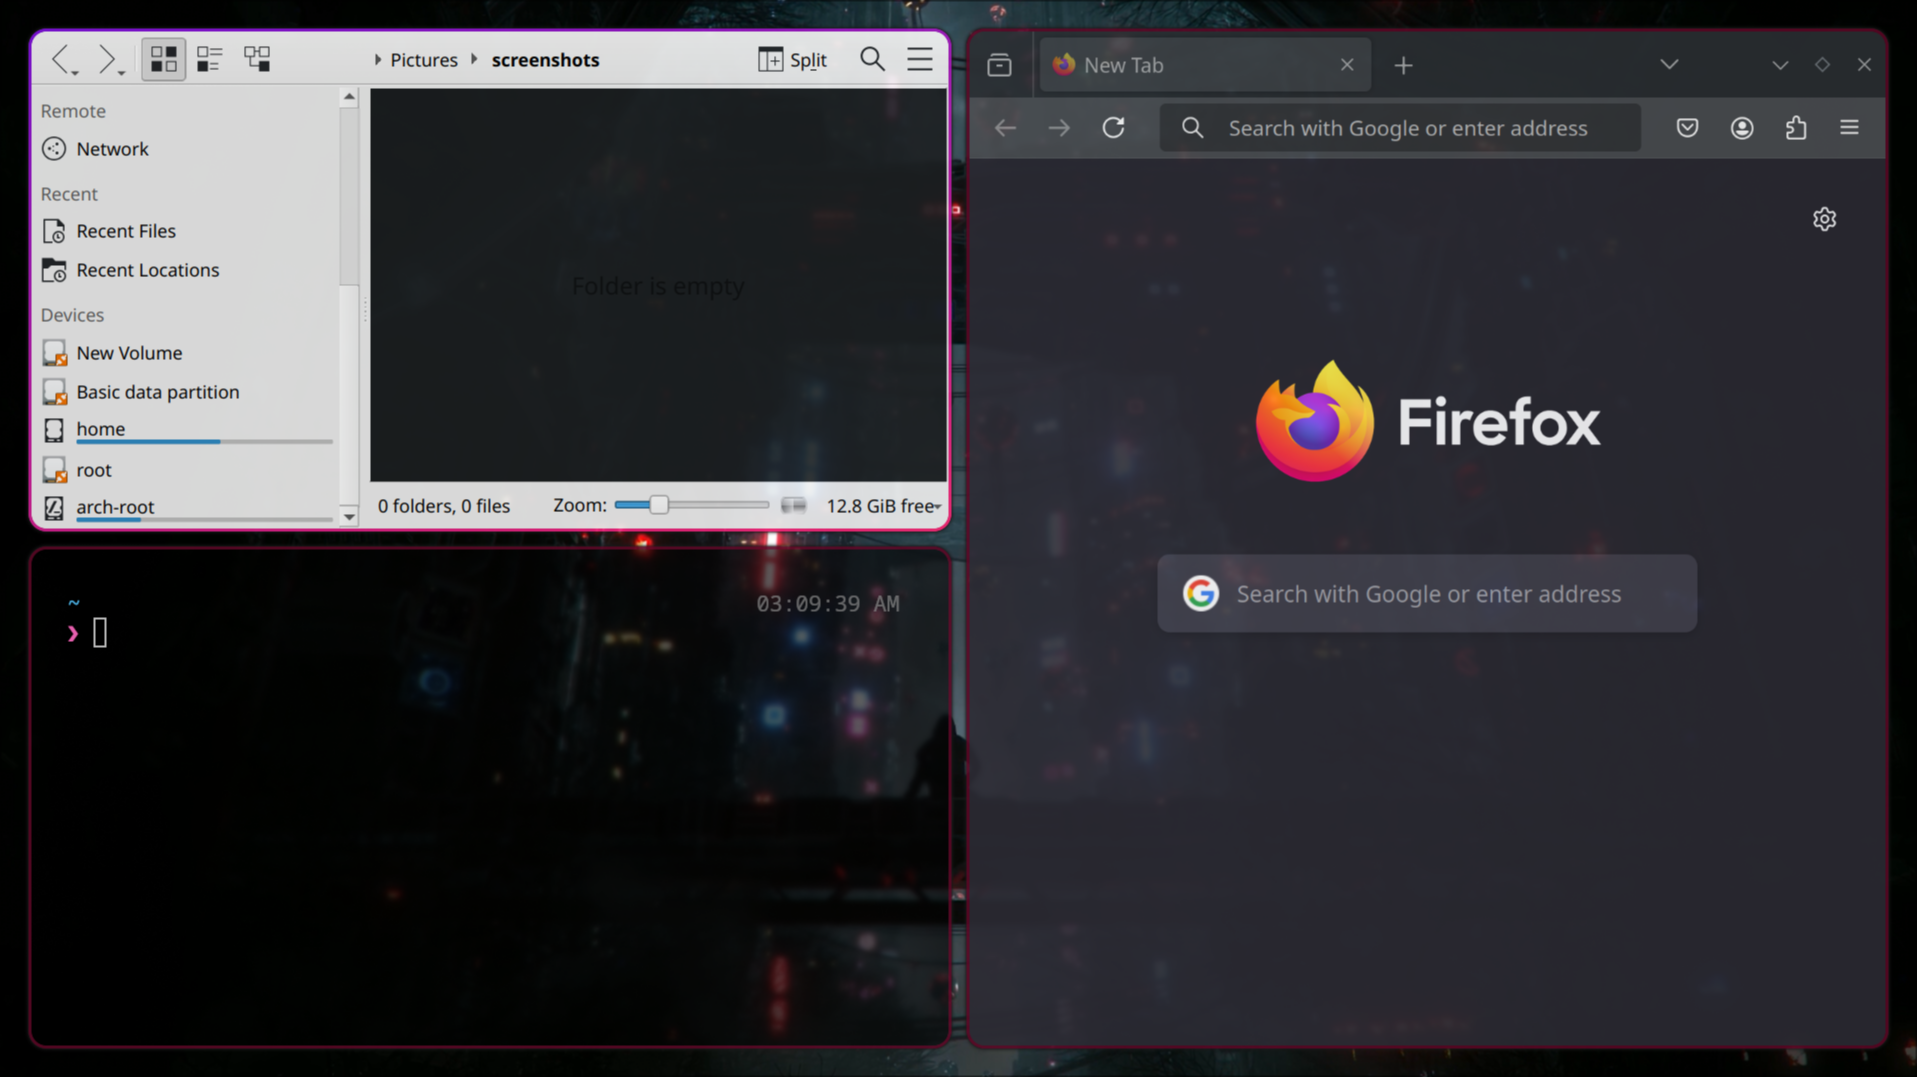 Pictures screenshots Split
Remote
Network
Recent
Recent Files
Recent Locations
Devices
New Volume
Basic data partition
home
root
arch-root
Folder is empty
0 folders, 0 files Zoom: 12.8 GiB free
~ 03:09:39 AM
❯
New Tab
Search with Google or enter address
Firefox
Search with Google or enter address